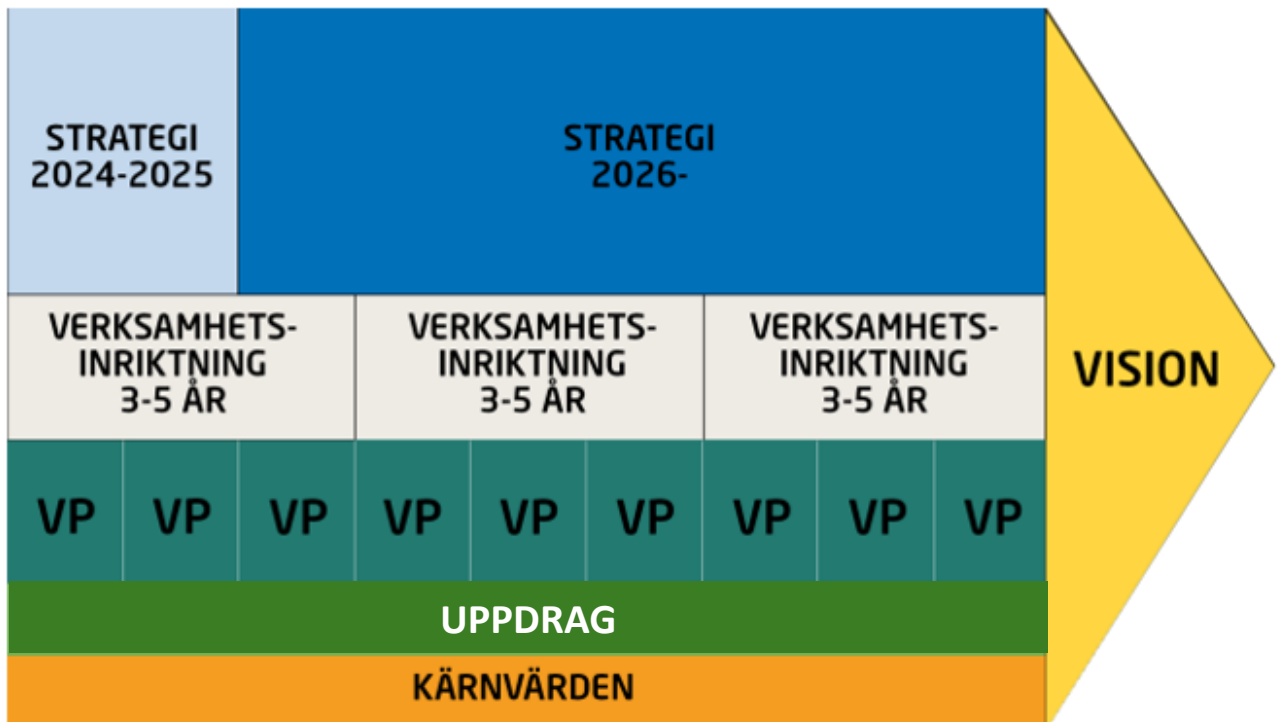 STRATEGI
2024-2025
STRATEGI
2026-
VERKSAMHETS-
INRIKTNING
3-5 ÅR
VERKSAMHETS-
INRIKTNING
3-5 ÅR
VERKSAMHETS-
INRIKTNING
3-5 ÅR
VISION
VP VP VP VP VP VP VP VP VP
UPPDRAG
KÄRNVÄRDEN